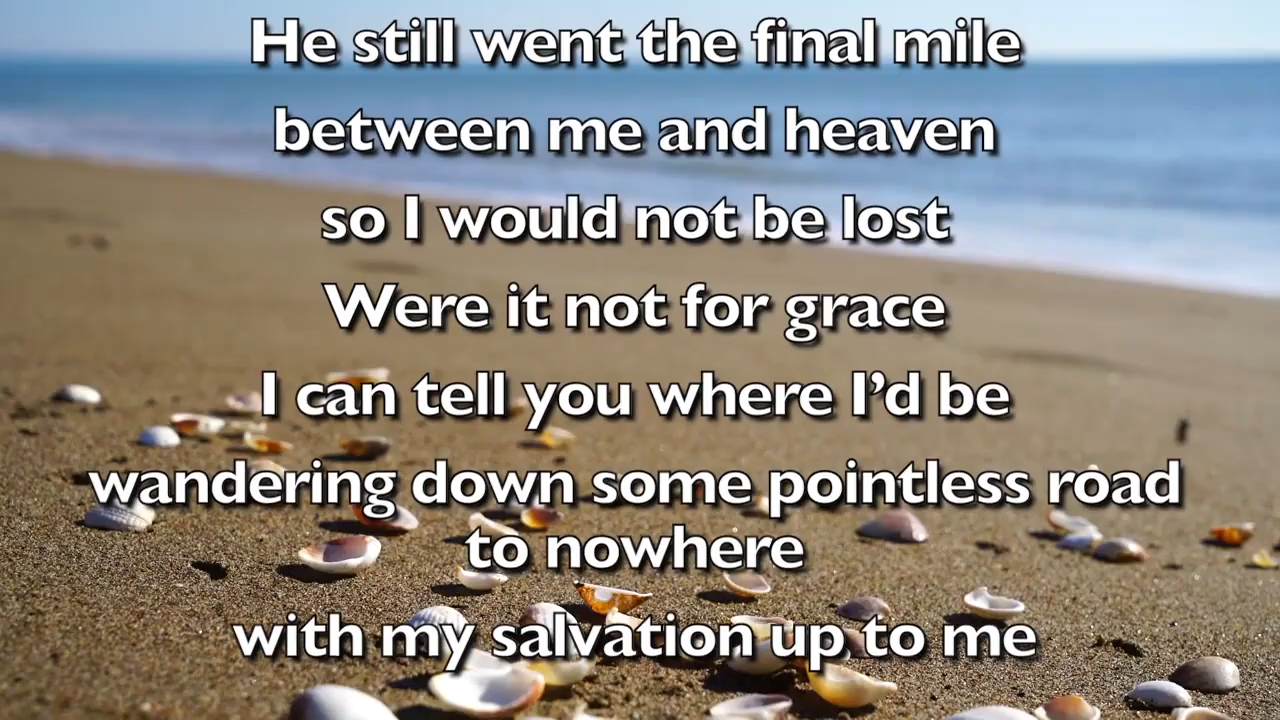 He still went the final mile
between me and heaven
so I would not be lost
Were it not for grace
I can tell you where I’d be
wandering down some pointless road
to nowhere
with my salvation up to me